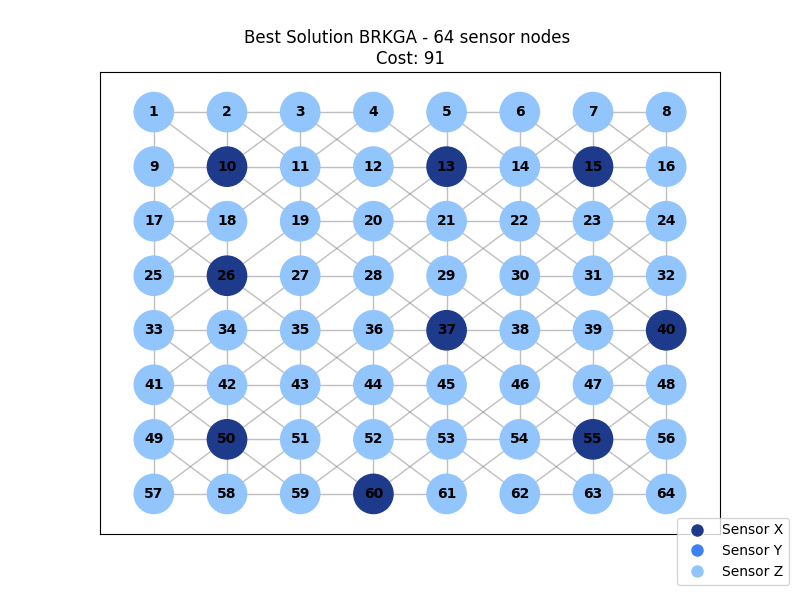 Best Solution BRKGA - 64 sensor nodes
Cost: 91
1 2 3 4 5 6 7 8
9 10 11 12 13 14 15 16
17 18 19 20 21 22 23 24
25 26 27 28 29 30 31 32
33 34 35 36 37 38 39 40
41 42 43 44 45 46 47 48
49 50 51 52 53 54 55 56
57 58 59 60 61 62 63 64
Sensor X
Sensor Y
Sensor Z